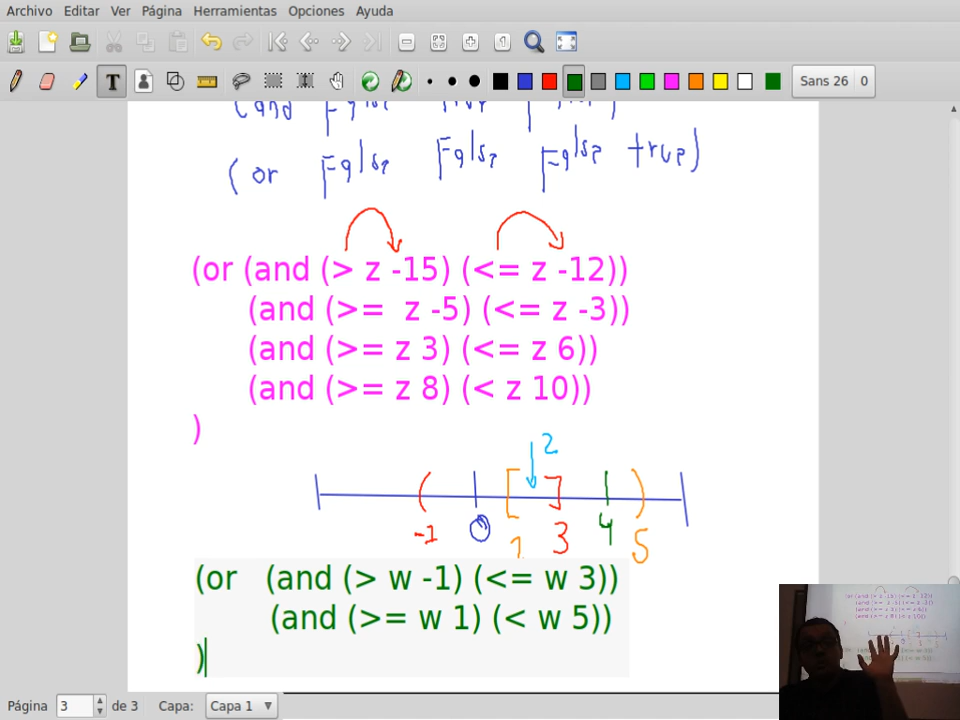 Archivo Editar Ver Página Herramientas Opciones Ayuda
Sans 26 0
(and
(or False False False true)
(or (and (> z -15) (<= z -12))
(and (>= z -5) (<= z -3))
(and (>= z 3) (<= z 6))
(and (>= z 8) (< z 10))
)
2
-1 0 1 3 4 5
(or (and (> w -1) (<= w 3))
(and (>= w 1) (< w 5))
)
Página 3 de 3 Capa: Capa 1